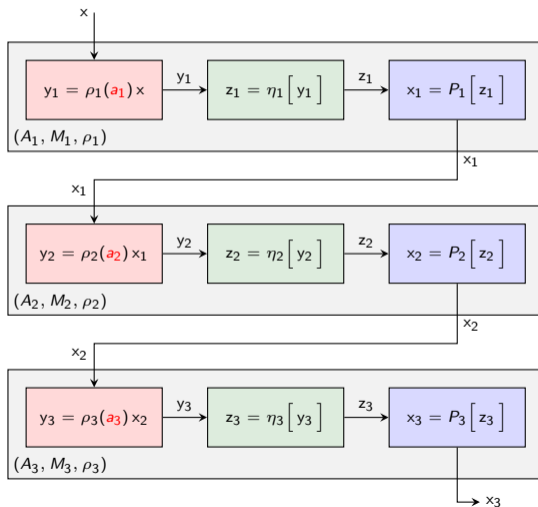 x
y₁ = ρ₁(a₁) x
y₁
z₁ = η₁[ y₁ ]
z₁
x₁ = P₁[ z₁ ]
(A₁, M₁, ρ₁)
x₁
x₁
y₂ = ρ₂(a₂) x₁
y₂
z₂ = η₂[ y₂ ]
z₂
x₂ = P₂[ z₂ ]
(A₂, M₂, ρ₂)
x₂
x₂
y₃ = ρ₃(a₃) x₂
y₃
z₃ = η₃[ y₃ ]
z₃
x₃ = P₃[ z₃ ]
(A₃, M₃, ρ₃)
x₃